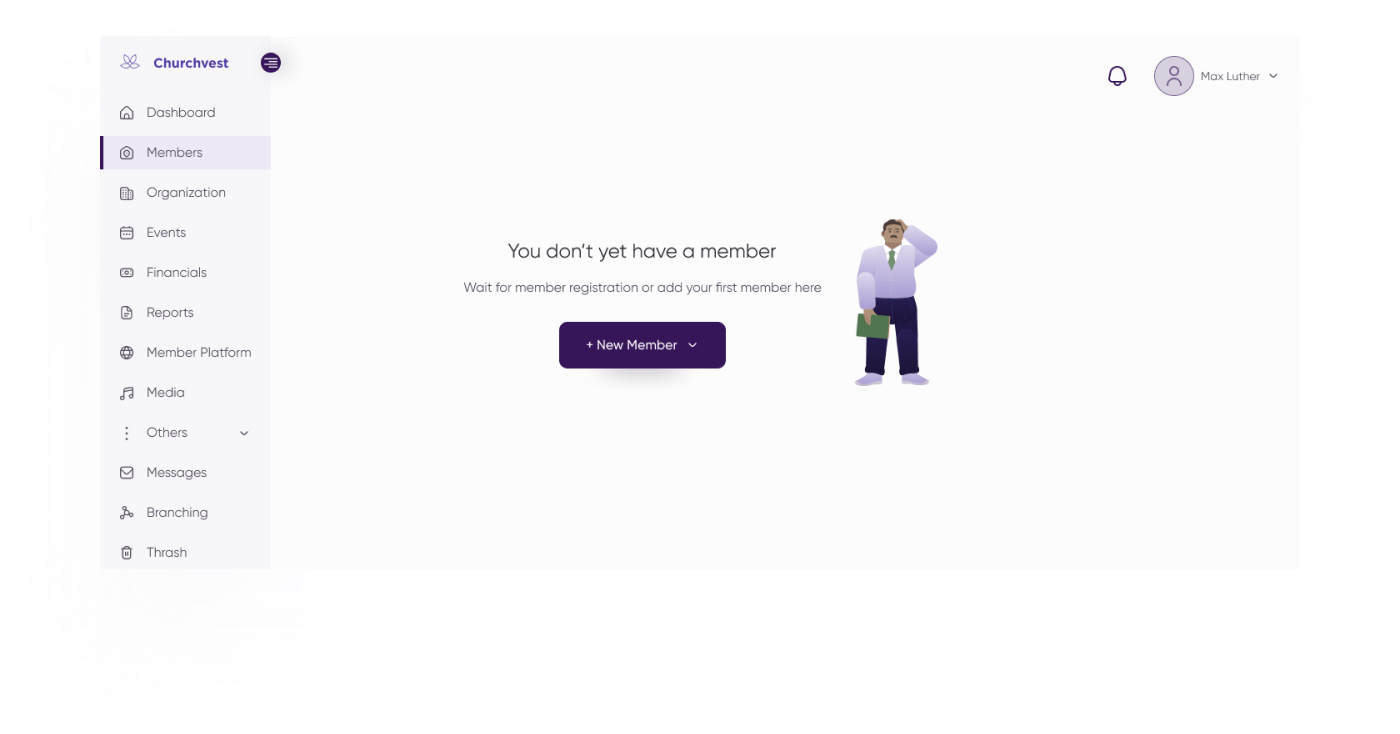 Churchvest
Max Luther
Dashboard
Members
Organization
Events
Financials
Reports
Member Platform
Media
Others
Messages
Branching
Thrash
You don’t yet have a member
Wait for member registration or add your first member here
+ New Member